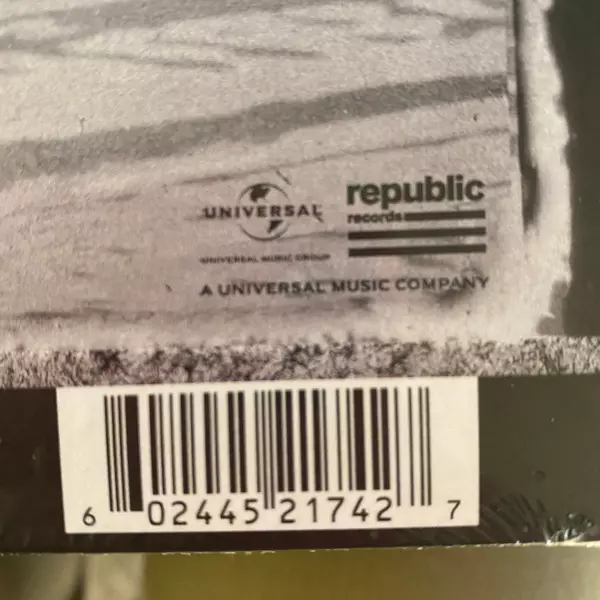 UNIVERSAL
UNIVERSAL MUSIC GROUP
republic
records
A UNIVERSAL MUSIC COMPANY
6 02445 21742 7